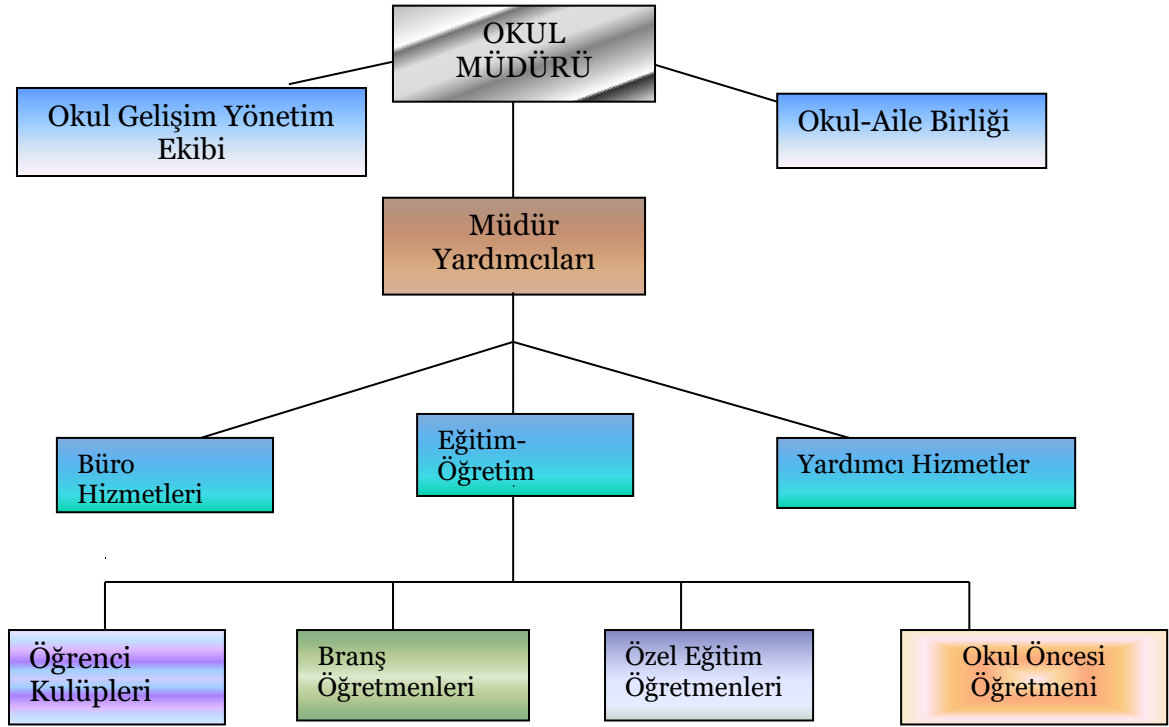 OKUL
MÜDÜRÜ
Okul Gelişim Yönetim
Ekibi
Okul-Aile Birliği
Müdür
Yardımcıları
Büro
Hizmetleri
Eğitim-
Öğretim
Yardımcı Hizmetler
Öğrenci
Kulüpleri
Branş
Öğretmenleri
Özel Eğitim
Öğretmenleri
Okul Öncesi
Öğretmeni